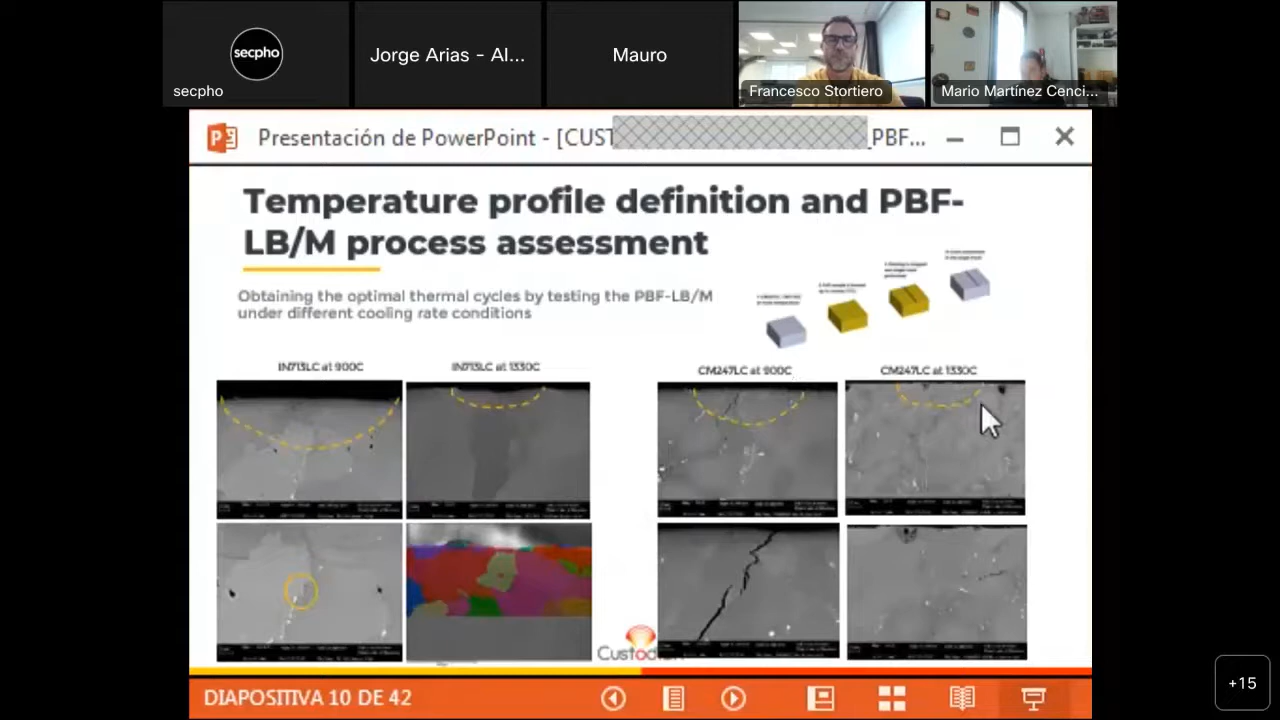 secpho
Jorge Arias - Al...
Mauro
secpho
Francesco Stortiero
Mario Martínez Cenci...
Presentación de PowerPoint - [CUST
_PBF...
Temperature profile definition and PBF-
LB/M process assessment
Obtaining the optimal thermal cycles by testing the PBF-LB/M
under different cooling rate conditions
IN713LC at 900C
IN713LC at 1330C
CM247LC at 900C
CM247LC at 1330C
DIAPOSITIVA 10 DE 42
+15